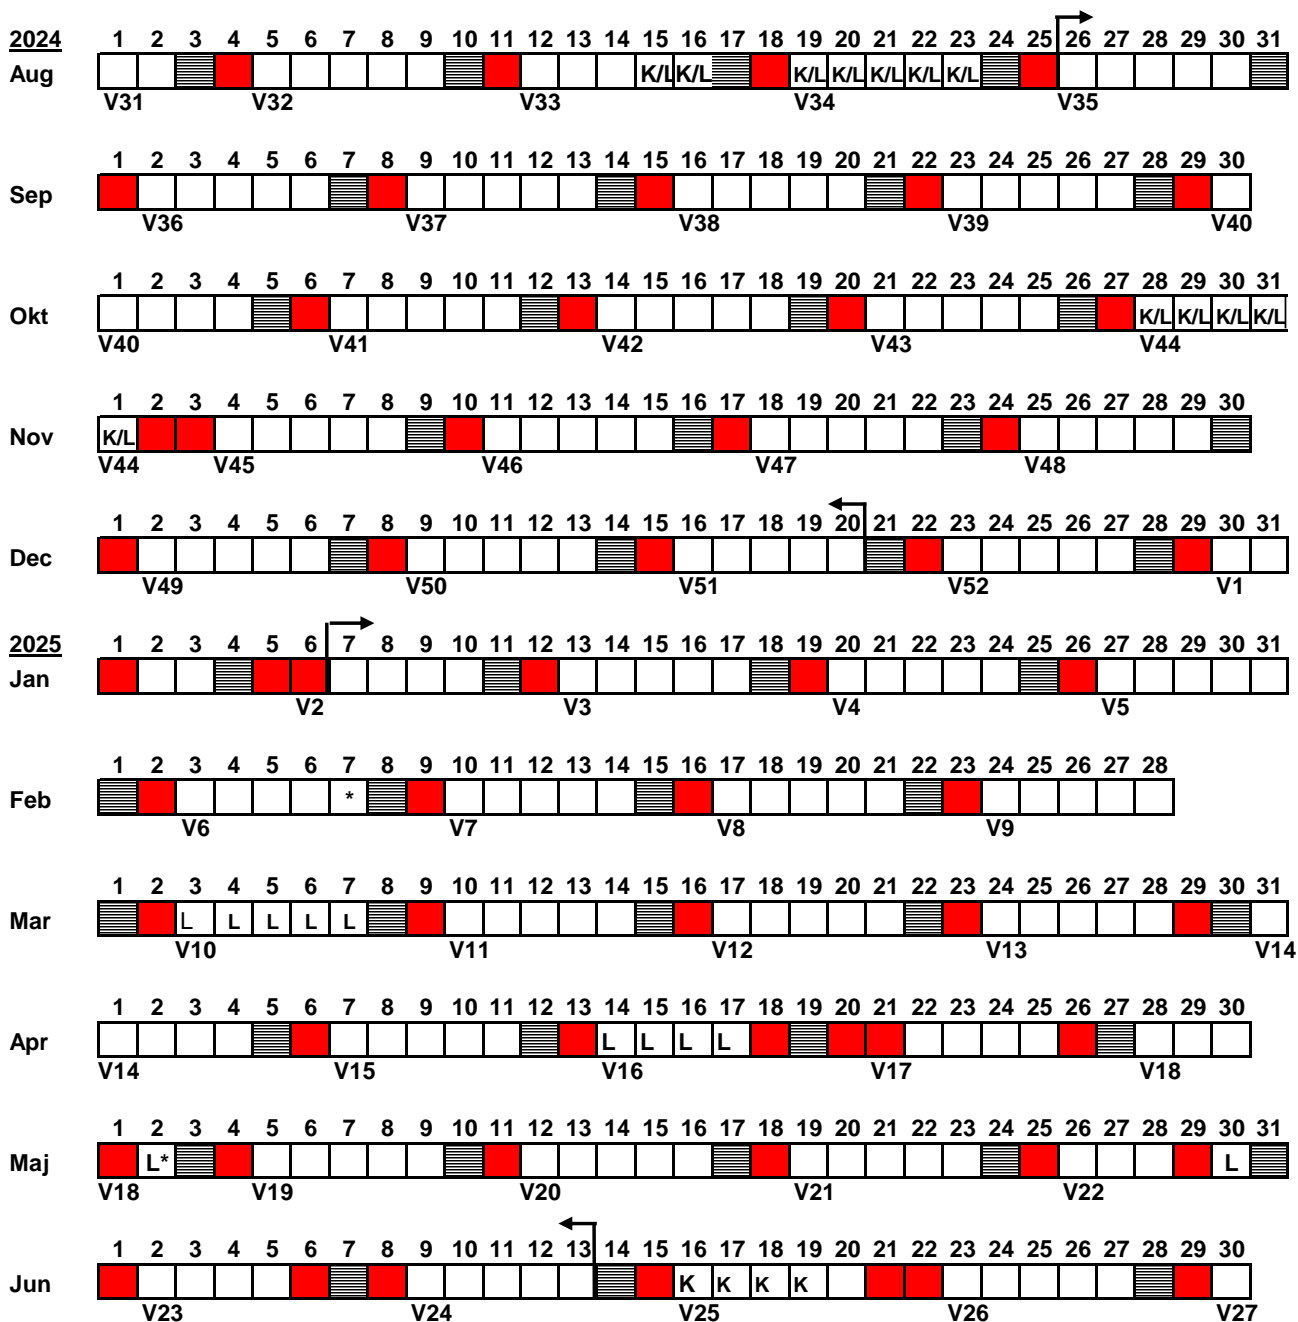 2024 1 2 3 4 5 6 7 8 9 10 11 12 13 14 15 16 17 18 19 20 21 22 23 24 25 26 27 28 29 30 31
Aug K/L K/L K/L K/L K/L K/L K/L
V31 V32 V33 V34 V35
1 2 3 4 5 6 7 8 9 10 11 12 13 14 15 16 17 18 19 20 21 22 23 24 25 26 27 28 29 30
Sep
V36 V37 V38 V39 V40
1 2 3 4 5 6 7 8 9 10 11 12 13 14 15 16 17 18 19 20 21 22 23 24 25 26 27 28 29 30 31
Okt K/L K/L K/L K/L
V40 V41 V42 V43 V44
1 2 3 4 5 6 7 8 9 10 11 12 13 14 15 16 17 18 19 20 21 22 23 24 25 26 27 28 29 30
Nov K/L
V44 V45 V46 V47 V48
1 2 3 4 5 6 7 8 9 10 11 12 13 14 15 16 17 18 19 20 21 22 23 24 25 26 27 28 29 30 31
Dec
V49 V50 V51 V52 V1
2025 1 2 3 4 5 6 7 8 9 10 11 12 13 14 15 16 17 18 19 20 21 22 23 24 25 26 27 28 29 30 31
Jan
V2 V3 V4 V5
1 2 3 4 5 6 7 8 9 10 11 12 13 14 15 16 17 18 19 20 21 22 23 24 25 26 27 28
Feb *
V6 V7 V8 V9
1 2 3 4 5 6 7 8 9 10 11 12 13 14 15 16 17 18 19 20 21 22 23 24 25 26 27 28 29 30 31
Mar L L L L L
V10 V11 V12 V13 V14
1 2 3 4 5 6 7 8 9 10 11 12 13 14 15 16 17 18 19 20 21 22 23 24 25 26 27 28 29 30
Apr L L L L
V14 V15 V16 V17 V18
1 2 3 4 5 6 7 8 9 10 11 12 13 14 15 16 17 18 19 20 21 22 23 24 25 26 27 28 29 30 31
Maj L* L
V18 V19 V20 V21 V22
1 2 3 4 5 6 7 8 9 10 11 12 13 14 15 16 17 18 19 20 21 22 23 24 25 26 27 28 29 30
Jun K K K K
V23 V24 V25 V26 V27